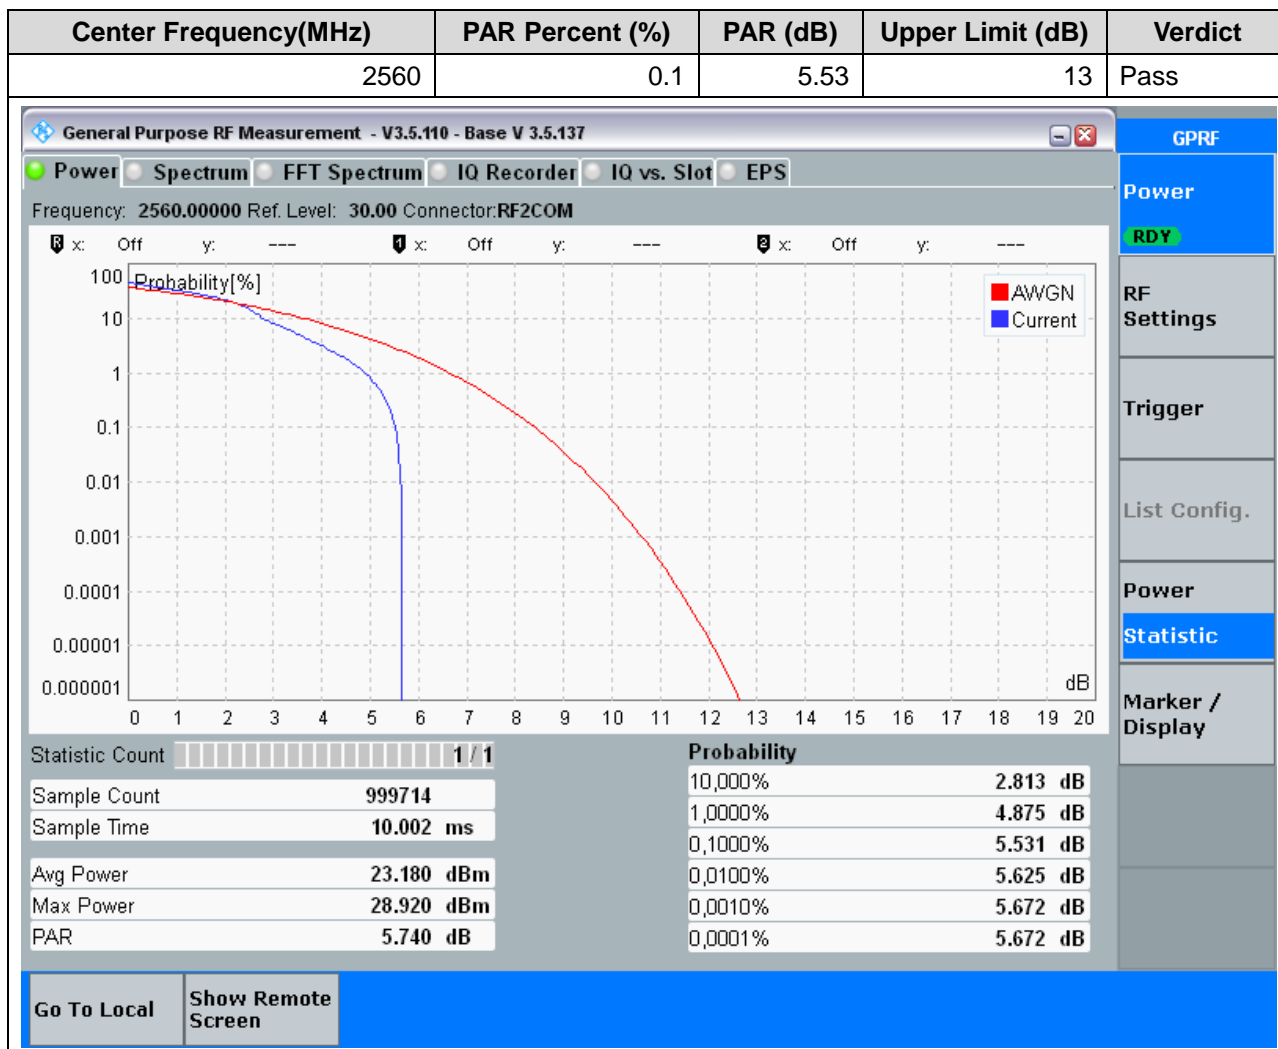 Center Frequency(MHz) PAR Percent (%) PAR (dB) Upper Limit (dB) Verdict
2560 0.1 5.53 13 Pass
General Purpose RF Measurement - V3.5.110 - Base V 3.5.137
GPRF
Power Spectrum FFT Spectrum IQ Recorder IQ vs. Slot EPS
Frequency: 2560.00000 Ref. Level: 30.00 Connector:RF2COM
R x: Off y: --- 1 x: Off y: --- 2 x: Off y: ---
Probability[%]
AWGN
Current
100
10
1
0.1
0.01
0.001
0.0001
0.00001
0.000001
dB
0 1 2 3 4 5 6 7 8 9 10 11 12 13 14 15 16 17 18 19 20
Statistic Count 1 / 1
Sample Count 999714
Sample Time 10.002 ms
Avg Power 23.180 dBm
Max Power 28.920 dBm
PAR 5.740 dB
Probability
10,000% 2.813 dB
1,0000% 4.875 dB
0,1000% 5.531 dB
0,0100% 5.625 dB
0,0010% 5.672 dB
0,0001% 5.672 dB
Power
RDY
RF
Settings
Trigger
List Config.
Power
Statistic
Marker /
Display
Go To Local
Show Remote
Screen